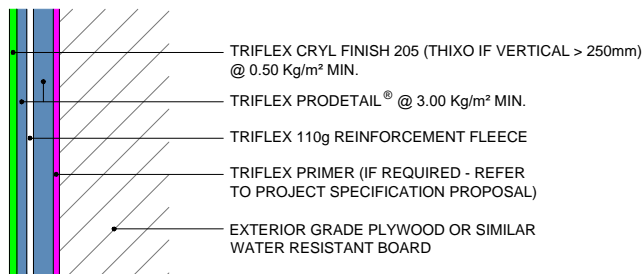 TRIFLEX CRYL FINISH 205 (THIXO IF VERTICAL > 250mm)
@ 0.50 Kg/m² MIN.
TRIFLEX PRODETAIL® @ 3.00 Kg/m² MIN.
TRIFLEX 110g REINFORCEMENT FLEECE
TRIFLEX PRIMER (IF REQUIRED - REFER
TO PROJECT SPECIFICATION PROPOSAL)
EXTERIOR GRADE PLYWOOD OR SIMILAR
WATER RESISTANT BOARD